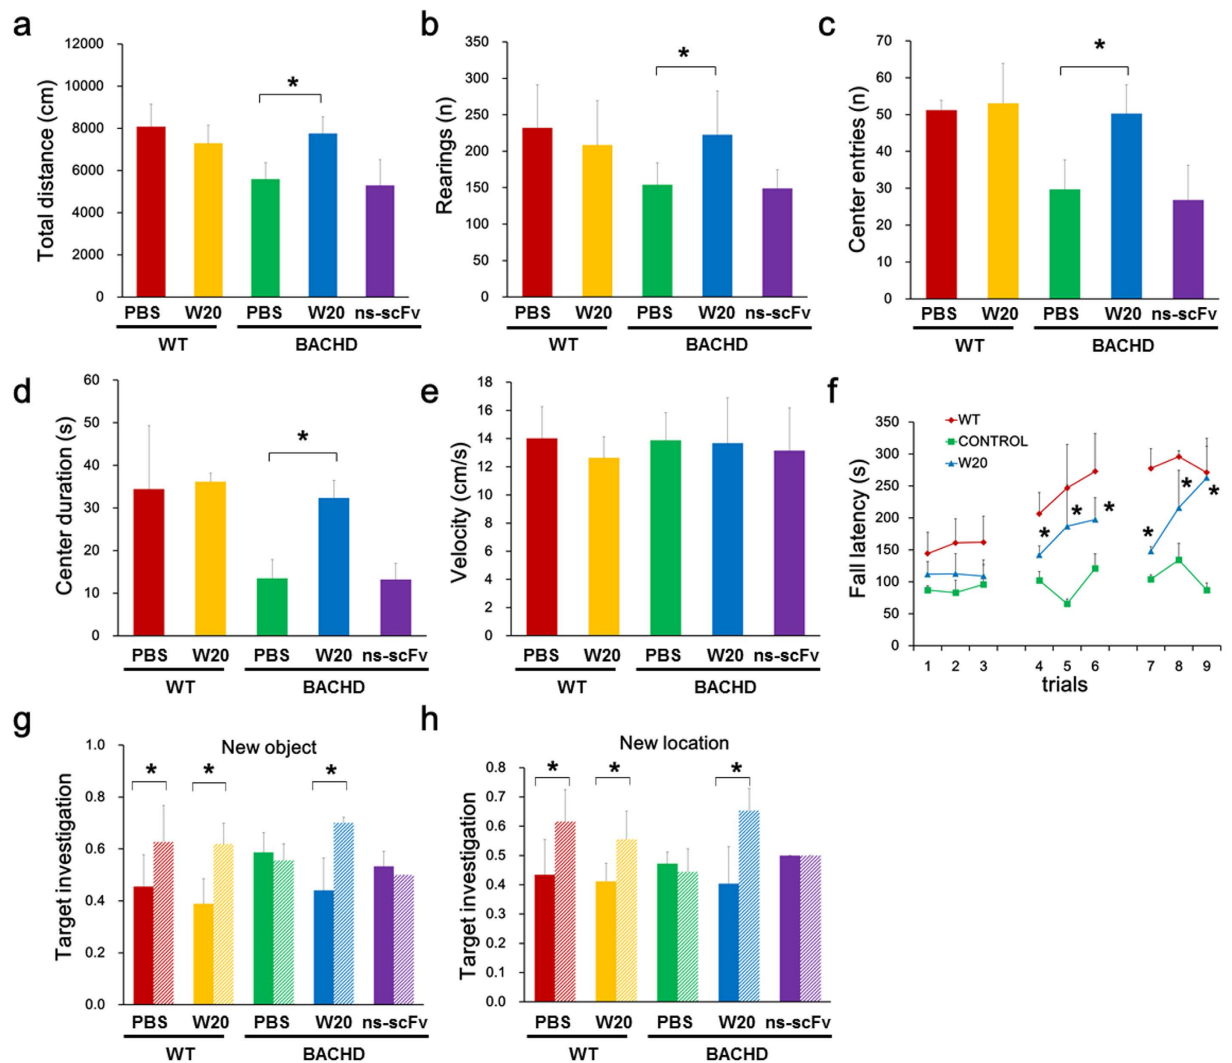 a
12000
10000
8000
6000
4000
2000
0
Total distance (cm)
*
PBS W20 PBS W20 ns-scFv
WT BACHD
b
350
300
250
200
150
100
50
0
Rearings (n)
*
PBS W20 PBS W20 ns-scFv
WT BACHD
c
70
60
50
40
30
20
10
0
Center entries (n)
*
PBS W20 PBS W20 ns-scFv
WT BACHD
d
60
50
40
30
20
10
0
Center duration (s)
*
PBS W20 PBS W20 ns-scFv
WT BACHD
e
18
16
14
12
10
8
6
4
2
0
Velocity (cm/s)
PBS W20 PBS W20 ns-scFv
WT BACHD
f
350
300
250
200
150
100
50
0
Fall latency (s)
WT
CONTROL
W20
* * * * * *
1 2 3 4 5 6 7 8 9
trials
g
New object
1.0
0.8
0.6
0.4
0.2
0.0
Target investigation
* * *
PBS W20 PBS W20 ns-scFv
WT BACHD
h
New location
0.8
0.7
0.6
0.5
0.4
0.3
0.2
0.1
0.0
Target investigation
* * *
PBS W20 PBS W20 ns-scFv
WT BACHD